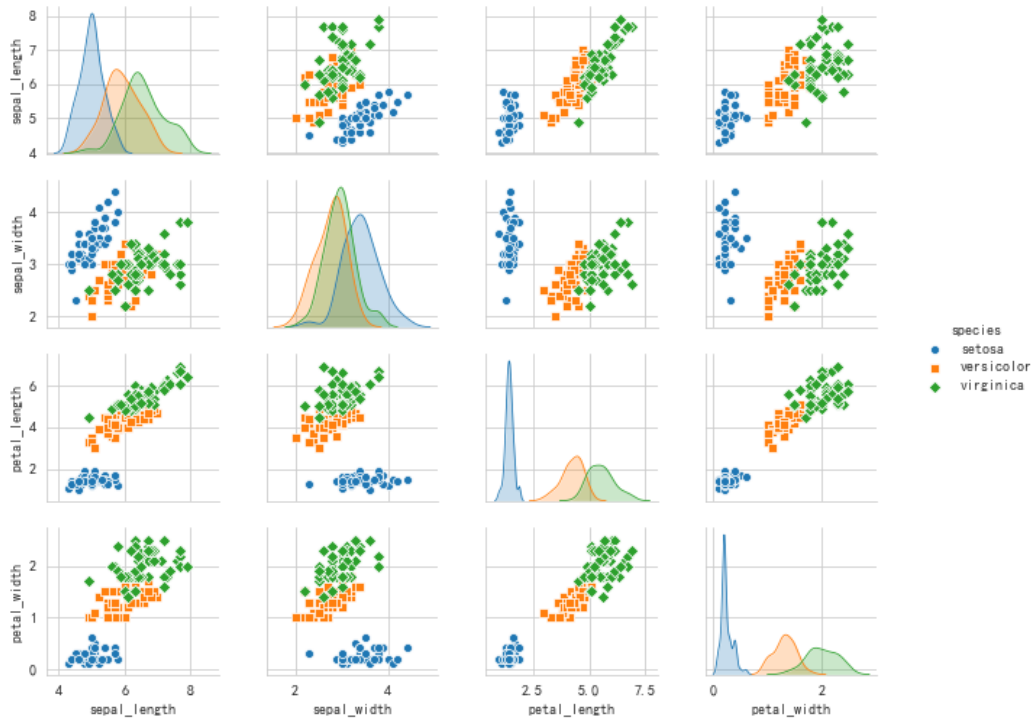 8
7
6
5
4
sepal_length
4
3
2
sepal_width
6
4
2
petal_length
2
1
0
petal_width
4 6 8
sepal_length
2 4
sepal_width
2.5 5.0 7.5
petal_length
0 2
petal_width
species
setosa
versicolor
virginica